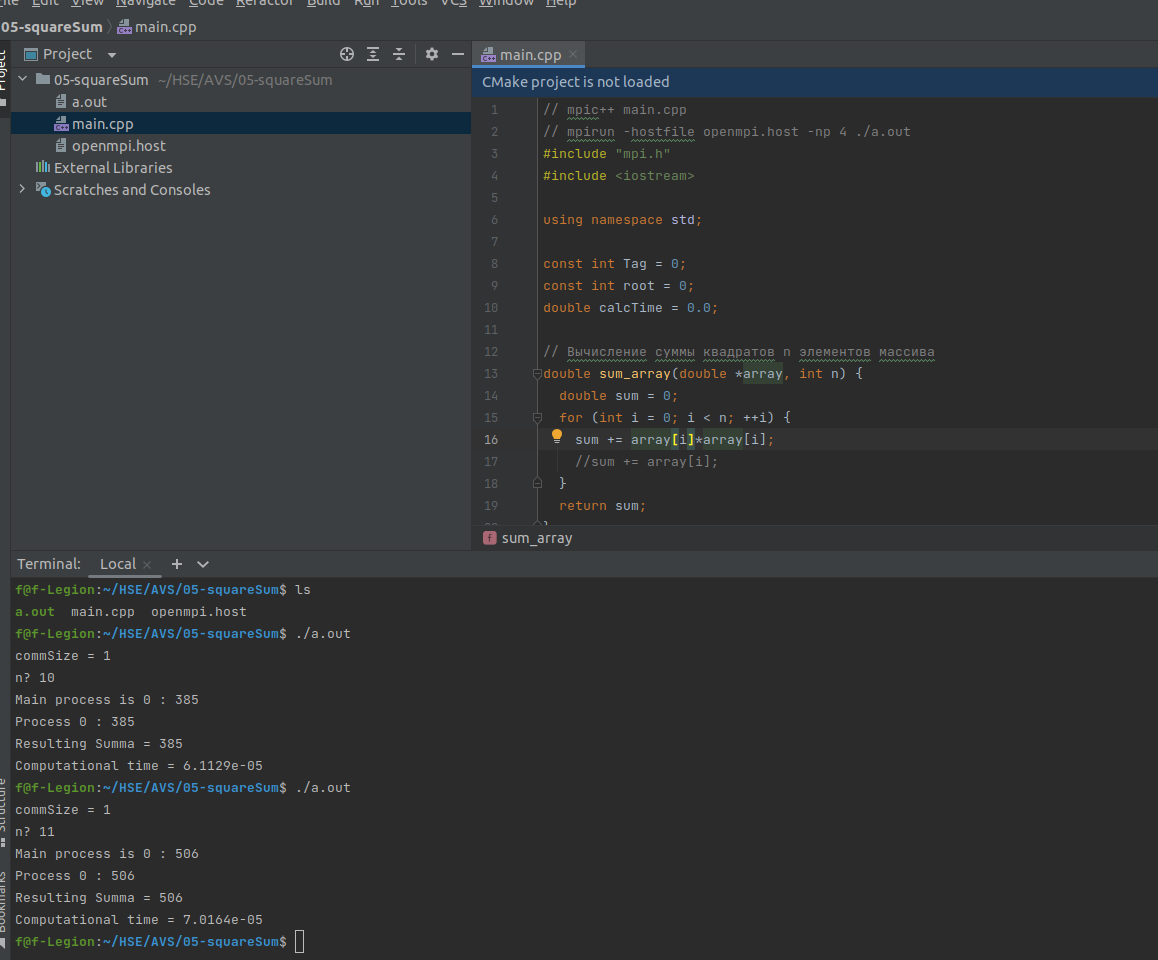 File Edit View Navigate Code Refactor Build Run Tools VCS Window Help
05-squareSum main.cpp
Project
Project
main.cpp
05-squareSum ~/HSE/AVS/05-squareSum
a.out
main.cpp
openmpi.host
External Libraries
Scratches and Consoles
CMake project is not loaded
1 // mpic++ main.cpp
2 // mpirun -hostfile openmpi.host -np 4 ./a.out
3 #include "mpi.h"
4 #include <iostream>
5
6 using namespace std;
7
8 const int Tag = 0;
9 const int root = 0;
10 double calcTime = 0.0;
11
12 // Вычисление суммы квадратов n элементов массива
13 double sum_array(double *array, int n) {
14 double sum = 0;
15 for (int i = 0; i < n; ++i) {
16 sum += array[i]*array[i];
17 //sum += array[i];
18 }
19 return sum;
20 }
f sum_array
Terminal: Local
f@f-Legion:~/HSE/AVS/05-squareSum$ ls
a.out main.cpp openmpi.host
f@f-Legion:~/HSE/AVS/05-squareSum$ ./a.out
commSize = 1
n? 10
Main process is 0 : 385
Process 0 : 385
Resulting Summa = 385
Computational time = 6.1129e-05
f@f-Legion:~/HSE/AVS/05-squareSum$ ./a.out
commSize = 1
n? 11
Main process is 0 : 506
Process 0 : 506
Resulting Summa = 506
Computational time = 7.0164e-05
f@f-Legion:~/HSE/AVS/05-squareSum$
Structure
Bookmarks